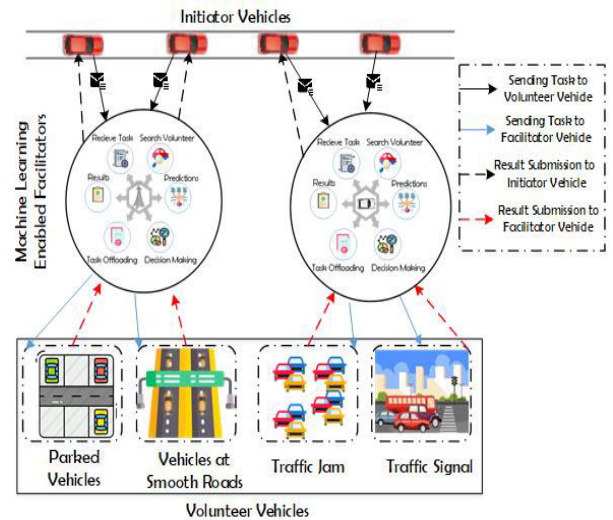 Initiator Vehicles
Machine Learning
Enabled Facilitators
Recieve Task
Search Volunteer
Results
Predictions
Task Offloading
Decision Making
Recieve Task
Search Volunteer
Results
Predictions
Task Offloading
Decision Making
Sending Task to
Volunteer Vehicle
Sending Task to
Facilitator Vehicle
Result Submission to
Initiator Vehicle
Result Submission to
Facilitator Vehicle
Parked
Vehicles
Vehicles at
Smooth Roads
Traffic Jam
Traffic Signal
Volunteer Vehicles